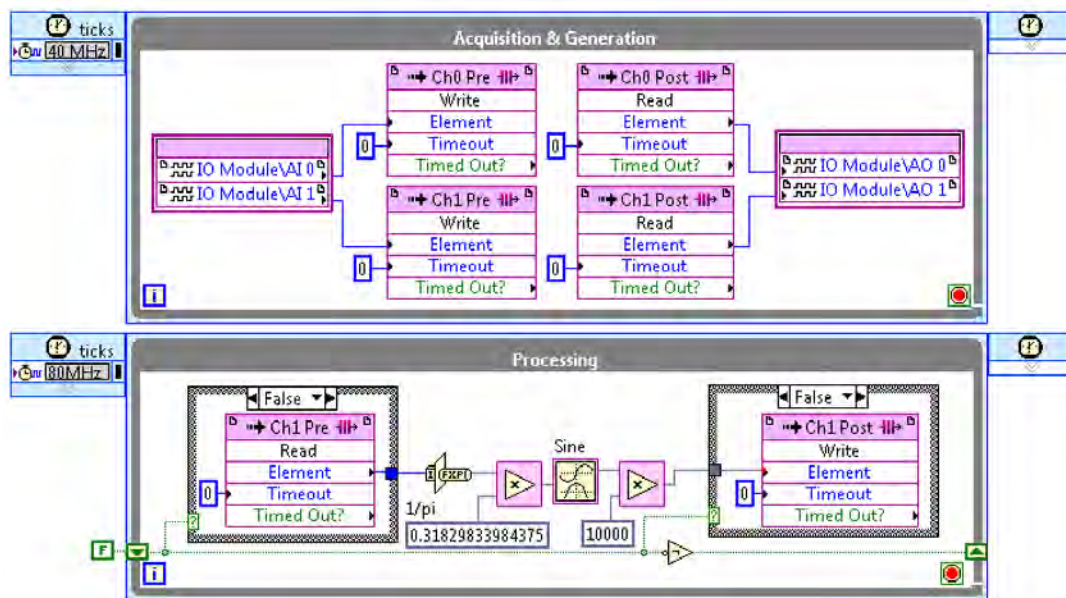 ticks
40 MHz
Acquisition & Generation
Ch0 Pre
Write
Element
0 Timeout
Timed Out?
Ch0 Post
Read
Element
0 Timeout
Timed Out?
IO Module\AI 0
IO Module\AI 1
IO Module\AO 0
IO Module\AO 1
Ch1 Pre
Write
Element
0 Timeout
Timed Out?
Ch1 Post
Read
Element
0 Timeout
Timed Out?
i
ticks
80MHz
Processing
False
Ch1 Pre
Read
Element
0 Timeout
Timed Out?
?
I FXP
1/pi
0.31829833984375
x
Sine
x
10000
False
Ch1 Post
Write
Element
0 Timeout
Timed Out?
?
F
i